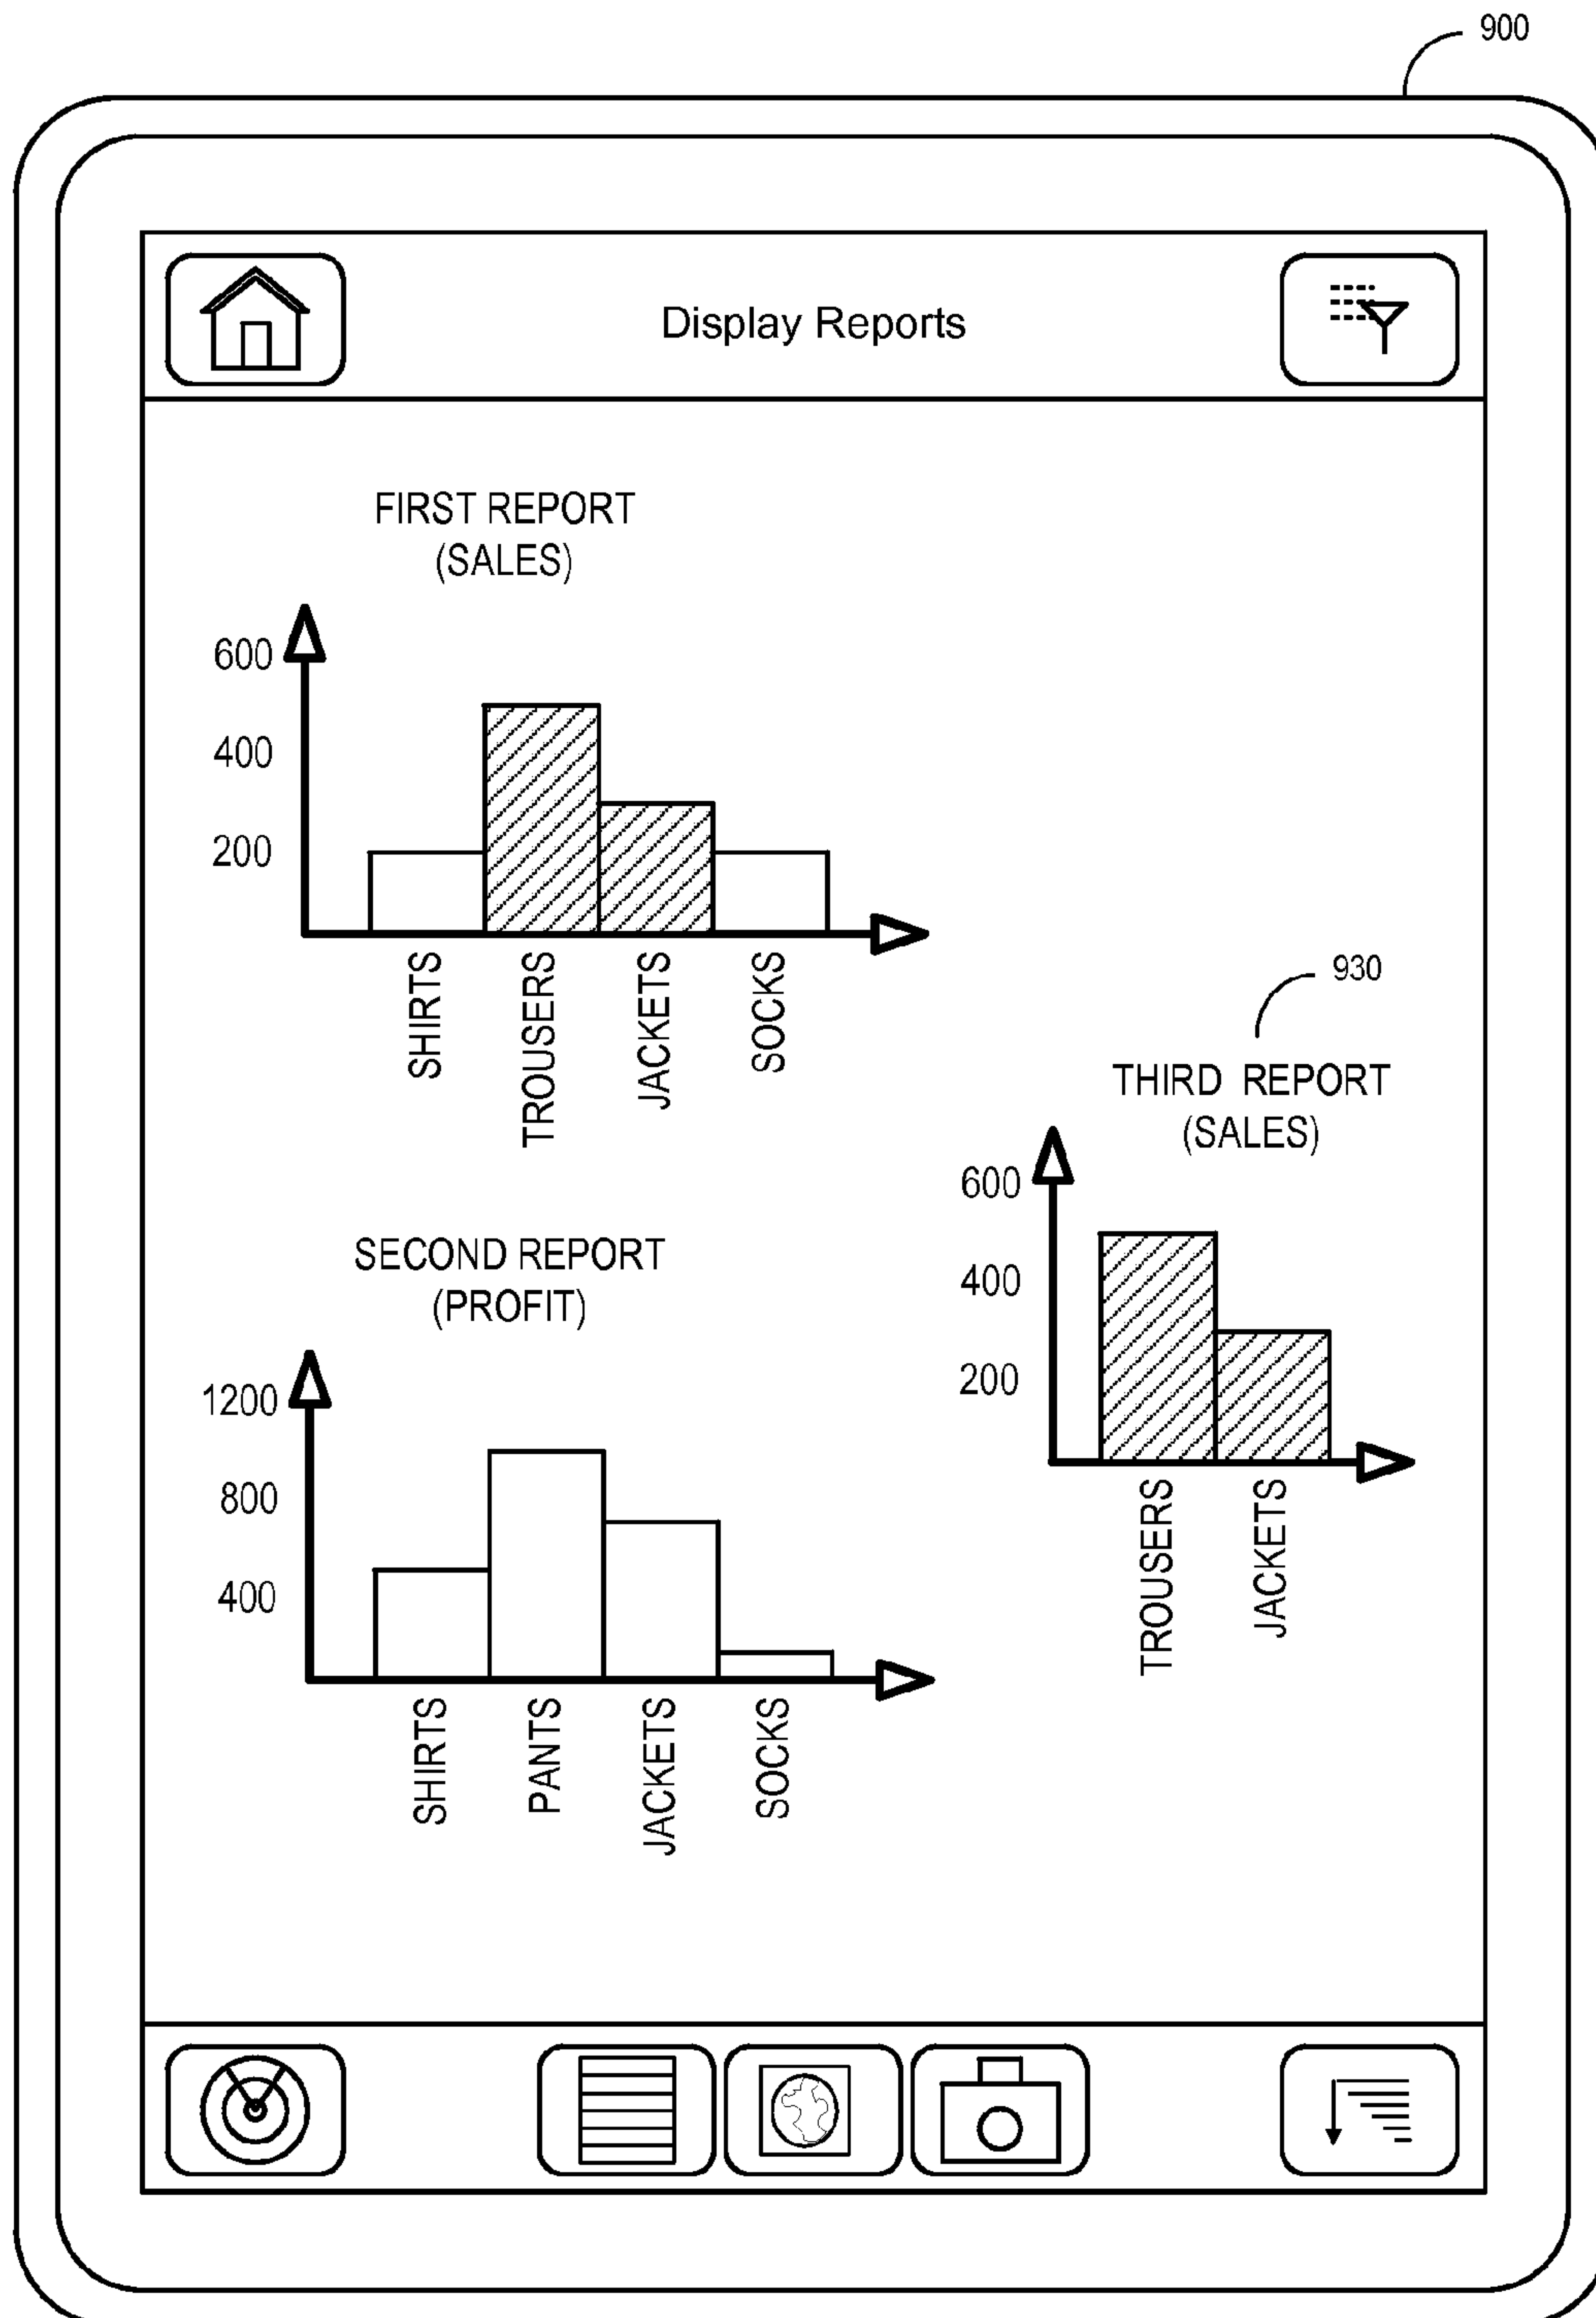 900
Display Reports
FIRST REPORT
(SALES)
600
400
200
SHIRTS
TROUSERS
JACKETS
SOCKS
930
THIRD REPORT
(SALES)
600
400
200
TROUSERS
JACKETS
SECOND REPORT
(PROFIT)
1200
800
400
SHIRTS
PANTS
JACKETS
SOCKS